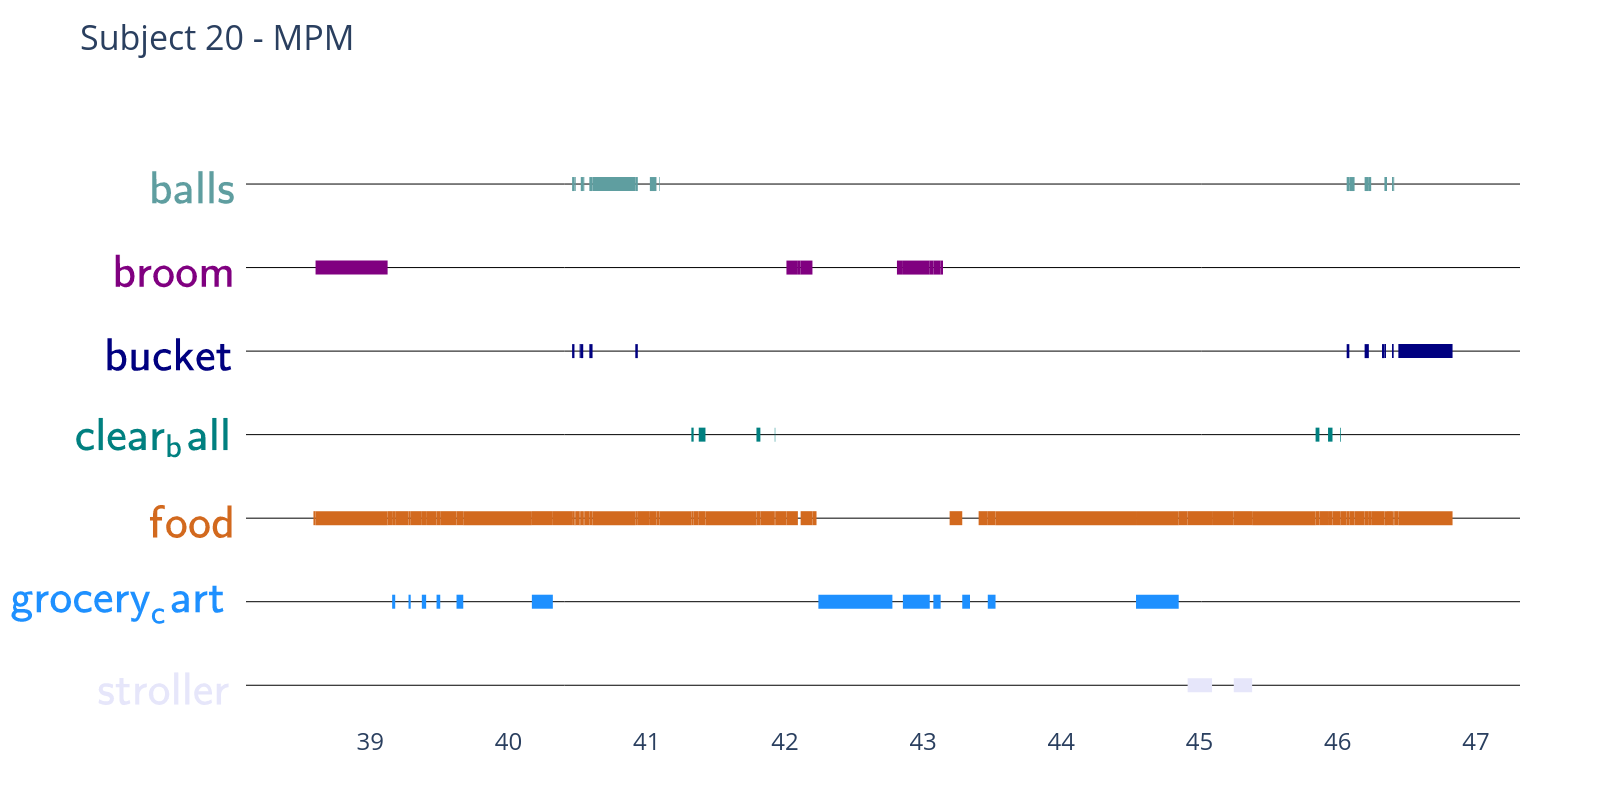 Subject 20 - MPM
balls
broom
bucket
clear_ball
food
grocery_cart
stroller
39 40 41 42 43 44 45 46 47